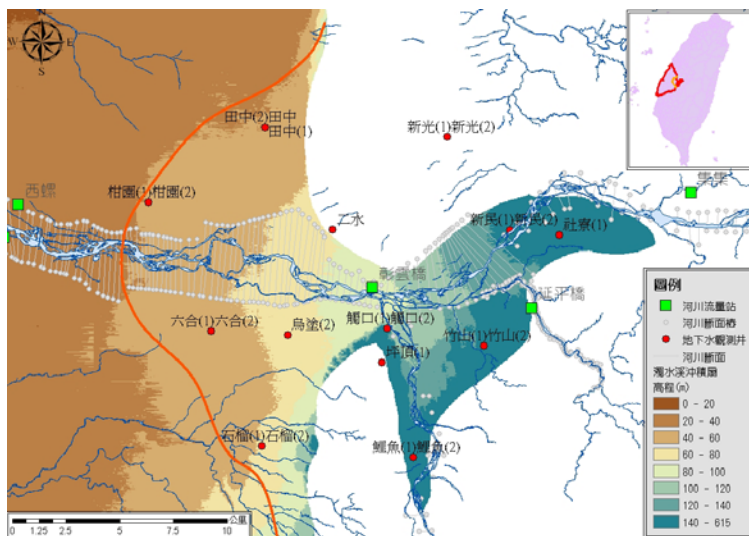 N
W E
S
田中(2)田中
田中(1)
新光(1)新光(2)
柑園(1)柑園(2)
西螺
集集
二水
新民(1)新民(2)
社寮(1)
彰雲橋
延平橋
六合(1)六合(2)
烏塗(2)
觸口(1)觸口(2)
竹山(1)竹山(2)
坪頂(1)
石榴(1)石榴(2)
鯉魚(1)鯉魚(2)
圖例
河川流量站
河川斷面樁
地下水觀測井
河川斷面
濁水溪沖積扇
高程(m)
0 - 20
20 - 40
40 - 60
60 - 80
80 - 100
100 - 120
120 - 140
140 - 615
公里
0 1.25 2.5 5 7.5 10